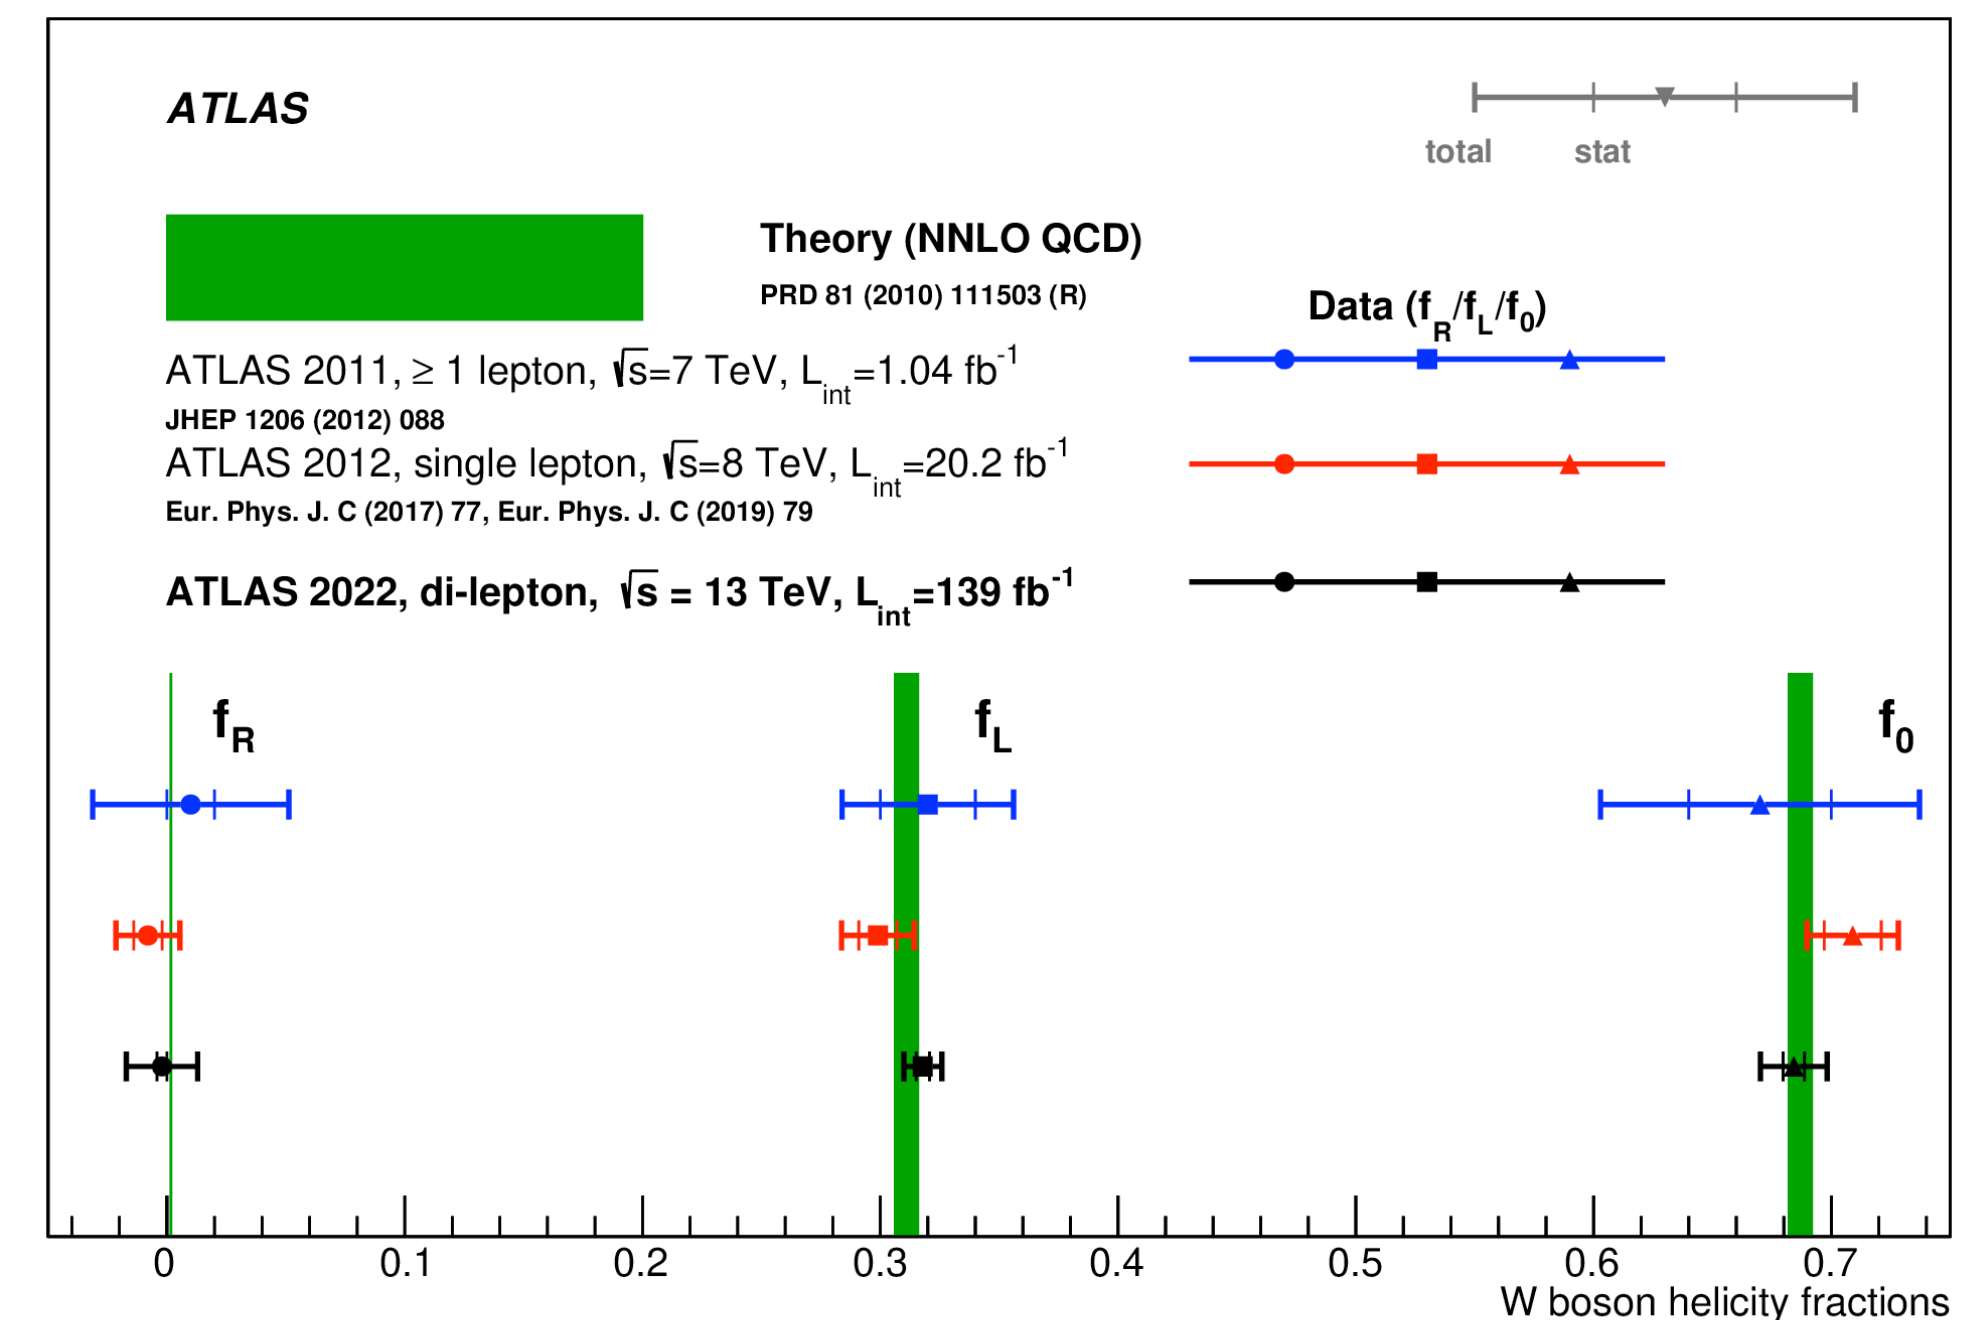 ATLAS
total stat
Theory (NNLO QCD)
PRD 81 (2010) 111503 (R)
Data (f_R/f_L/f_0)
ATLAS 2011, ≥ 1 lepton, √s=7 TeV, L_int=1.04 fb^-1
JHEP 1206 (2012) 088
ATLAS 2012, single lepton, √s=8 TeV, L_int=20.2 fb^-1
Eur. Phys. J. C (2017) 77, Eur. Phys. J. C (2019) 79
ATLAS 2022, di-lepton, √s = 13 TeV, L_int=139 fb^-1
f_R f_L f_0
0 0.1 0.2 0.3 0.4 0.5 0.6 0.7
W boson helicity fractions